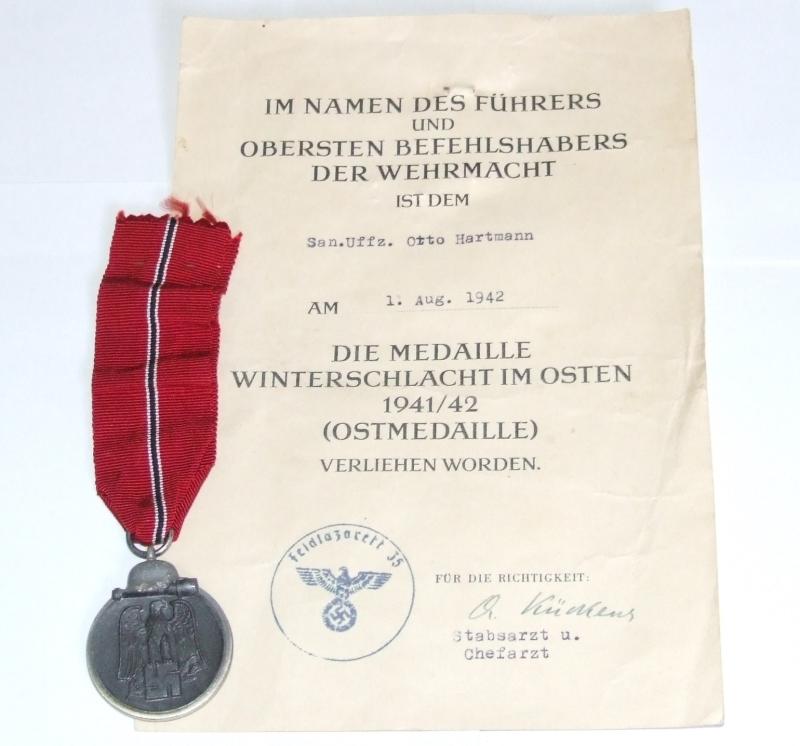 IM NAMEN DES FÜHRERS
UND
OBERSTEN BEFEHLSHABERS
DER WEHRMACHT
IST DEM
San.Uffz. Otto Hartmann
AM 1. Aug. 1942
DIE MEDAILLE
WINTERSCHLACHT IM OSTEN
1941/42
(OSTMEDAILLE)
VERLIEHEN WORDEN.
Feldlazarett 35
FÜR DIE RICHTIGKEIT:
Stabsarzt u.
Chefarzt